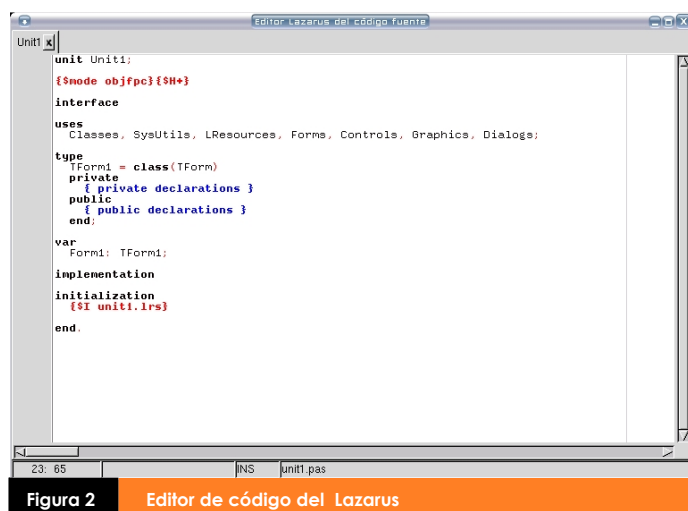 Editor Lazarus del código fuente
Unit1
unit Unit1;
{$mode objfpc}{$H+}
interface
uses
Classes, SysUtils, LResources, Forms, Controls, Graphics, Dialogs;
type
TForm1 = class(TForm)
private
{ private declarations }
public
{ public declarations }
end;
var
Form1: TForm1;
implementation
initialization
{$I unit1.lrs}
end.
23: 65
INS
unit1.pas
Figura 2
Editor de código del Lazarus